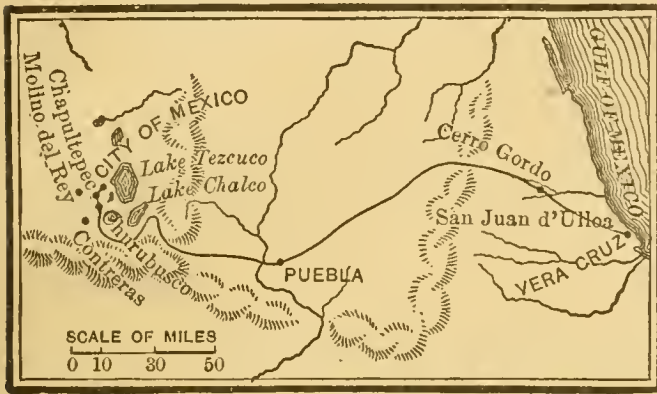 GULF OF MEXICO
Chapultepec
Molino del Rey
CITY OF MEXICO
Lake Tezcuco
Lake Chalco
Churubusco
Contreras
Cerro Gordo
San Juan d'Ulloa
VERA CRUZ
PUEBLA
SCALE OF MILES
0 10 30 50